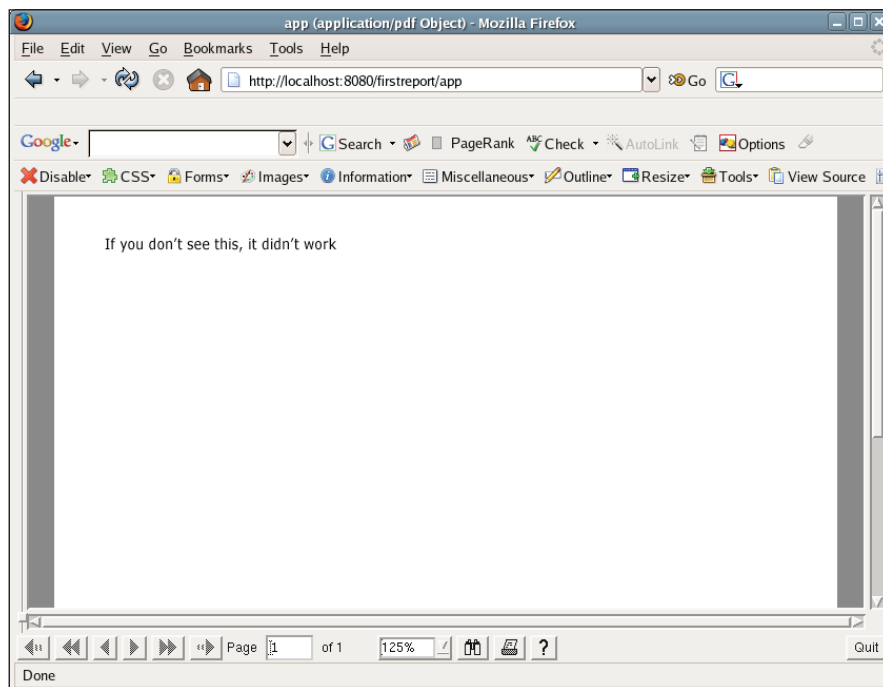 app (application/pdf Object) - Mozilla Firefox
File Edit View Go Bookmarks Tools Help
http://localhost:8080/firstreport/app Go G
Google Search PageRank ABC Check AutoLink Options
Disable CSS Forms Images Information Miscellaneous Outline Resize Tools View Source
If you don't see this, it didn't work
Page 1 of 1 125% ? Quit
Done